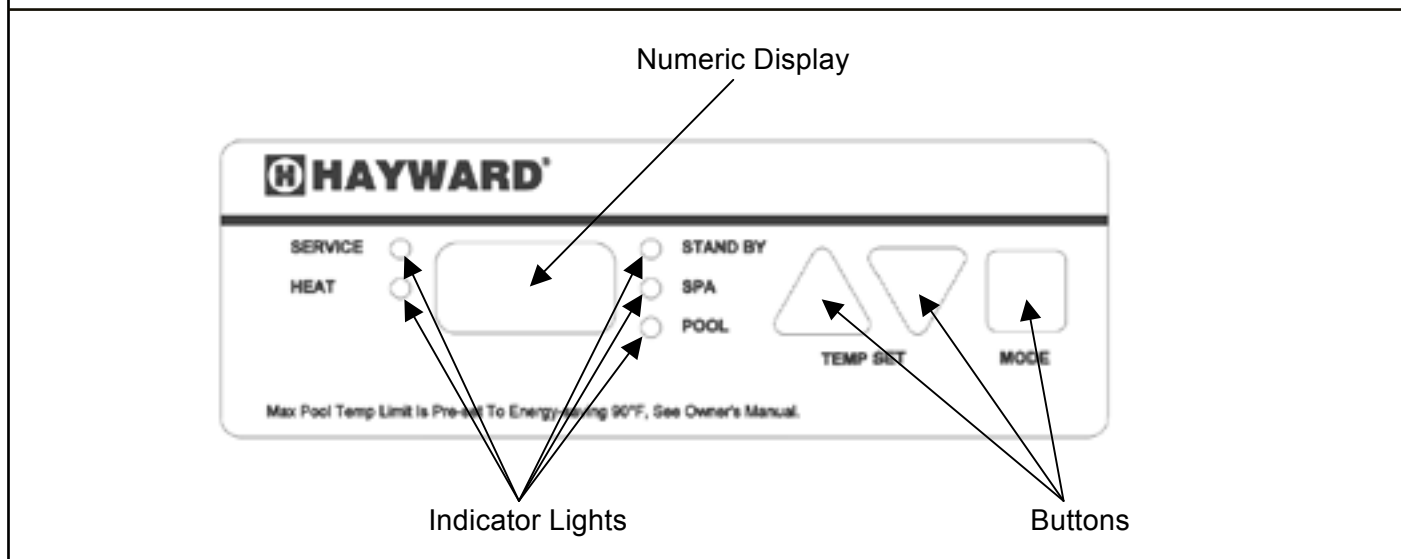 Numeric Display
H HAYWARD®
SERVICE STAND BY
HEAT SPA
POOL
TEMP SET MODE
Max Pool Temp Limit Is Pre-set To Energy-saving 90°F, See Owner's Manual.
Indicator Lights Buttons